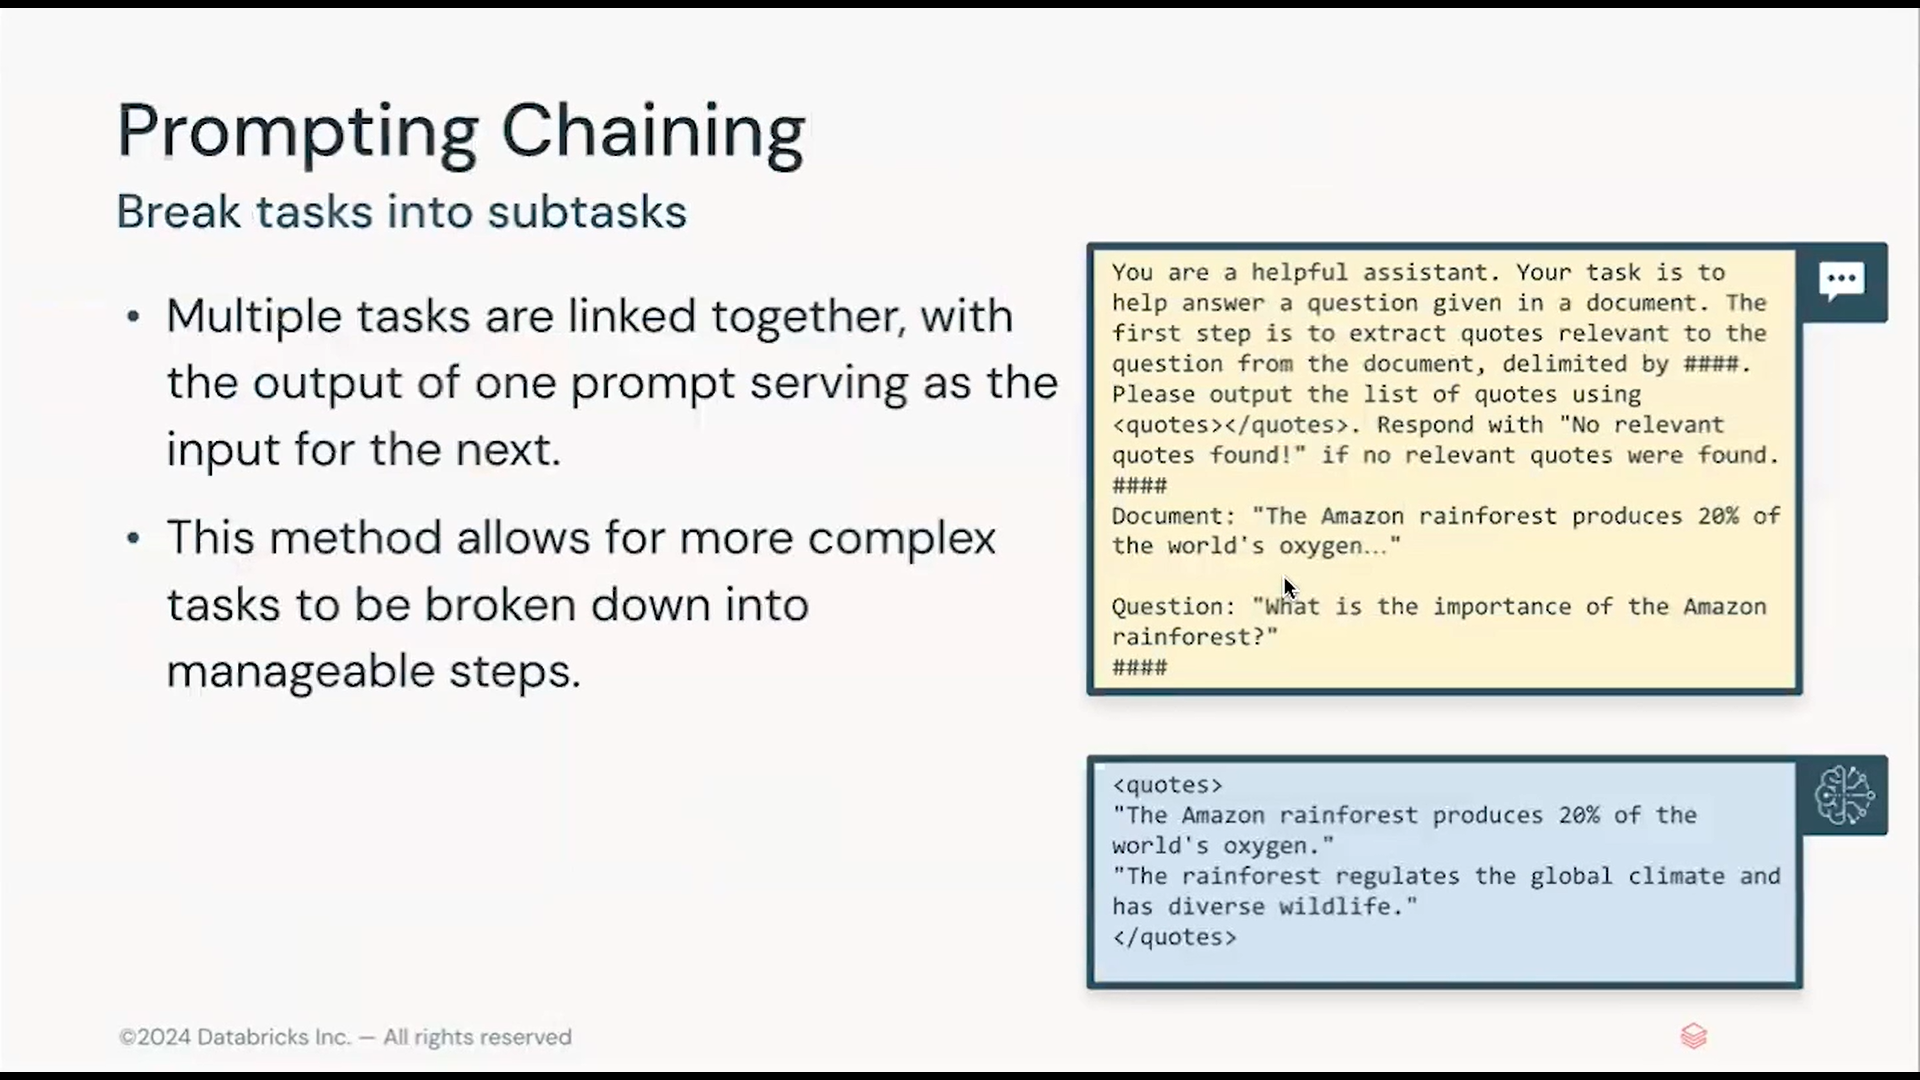 Prompting Chaining
Break tasks into subtasks
• Multiple tasks are linked together, with
the output of one prompt serving as the
input for the next.
• This method allows for more complex
tasks to be broken down into
manageable steps.
You are a helpful assistant. Your task is to
help answer a question given in a document. The
first step is to extract quotes relevant to the
question from the document, delimited by ####.
Please output the list of quotes using
<quotes></quotes>. Respond with "No relevant
quotes found!" if no relevant quotes were found.
####
Document: "The Amazon rainforest produces 20% of
the world's oxygen…"
Question: "What is the importance of the Amazon
rainforest?"
####
<quotes>
"The Amazon rainforest produces 20% of the
world's oxygen."
"The rainforest regulates the global climate and
has diverse wildlife."
</quotes>
©2024 Databricks Inc. — All rights reserved